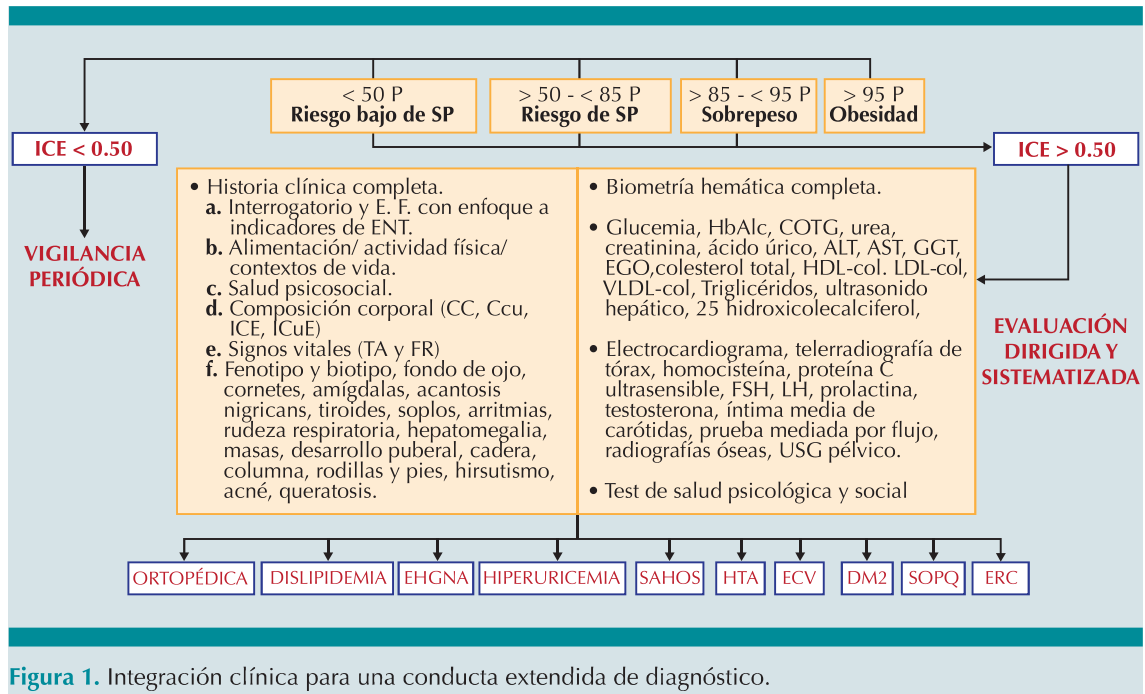 < 50 P
Riesgo bajo de SP
> 50 - < 85 P
Riesgo de SP
> 85 - < 95 P
Sobrepeso
> 95 P
Obesidad
ICE < 0.50
ICE > 0.50
VIGILANCIA
PERIÓDICA
• Historia clínica completa.
a. Interrogatorio y E. F. con enfoque a
indicadores de ENT.
b. Alimentación/ actividad física/
contextos de vida.
c. Salud psicosocial.
d. Composición corporal (CC, Ccu,
ICE, ICuE)
e. Signos vitales (TA y FR)
f. Fenotipo y biotipo, fondo de ojo,
cornetes, amígdalas, acantosis
nigricans, tiroides, soplos, arritmias,
rudeza respiratoria, hepatomegalia,
masas, desarrollo puberal, cadera,
columna, rodillas y pies, hirsutismo,
acné, queratosis.
• Biometría hemática completa.
• Glucemia, HbAlc, COTG, urea,
creatinina, ácido úrico, ALT, AST, GGT,
EGO,colesterol total, HDL-col. LDL-col,
VLDL-col, Triglicéridos, ultrasonido
hepático, 25 hidroxicolecalciferol,
• Electrocardiograma, telerradiografía de
tórax, homocisteína, proteína C
ultrasensible, FSH, LH, prolactina,
testosterona, íntima media de
carótidas, prueba mediada por flujo,
radiografías óseas, USG pélvico.
• Test de salud psicológica y social
EVALUACIÓN
DIRIGIDA Y
SISTEMATIZADA
ORTOPÉDICA
DISLIPIDEMIA
EHGNA
HIPERURICEMIA
SAHOS
HTA
ECV
DM2
SOPQ
ERC
Figura 1. Integración clínica para una conducta extendida de diagnóstico.